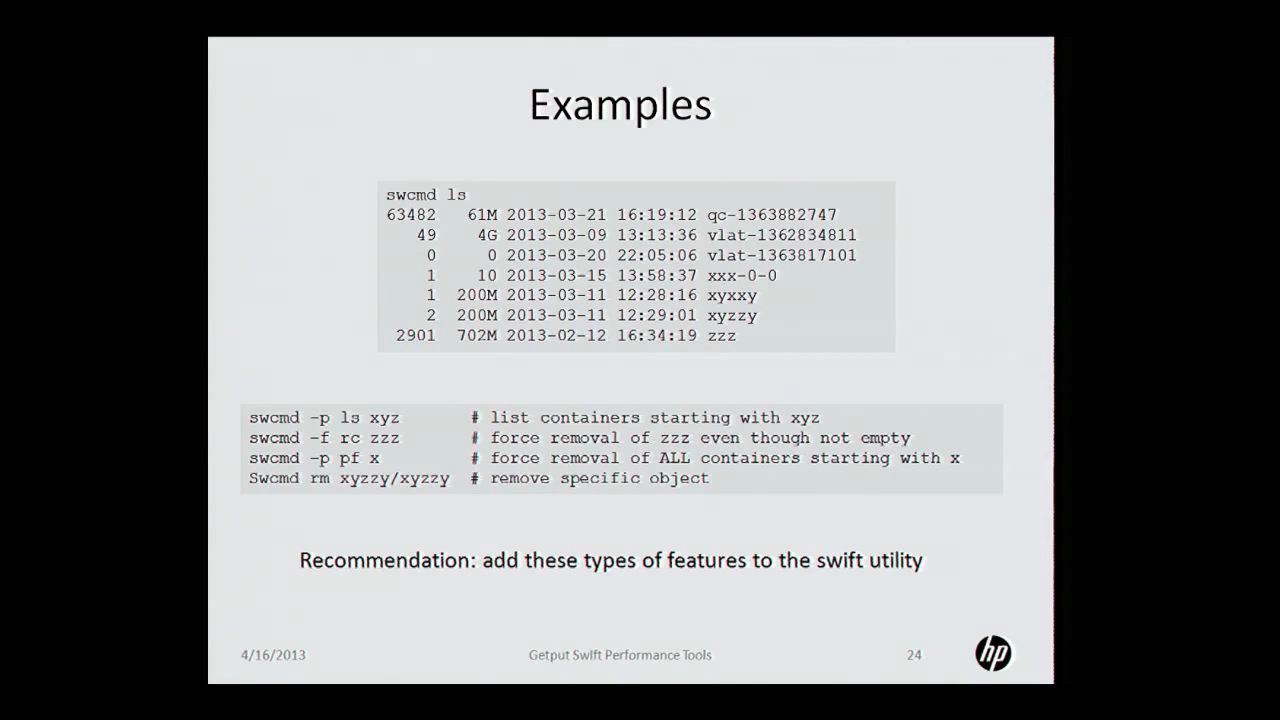 Examples
swcmd ls
63482 61M 2013-03-21 16:19:12 qc-1363882747
49 4G 2013-03-09 13:13:36 vlat-1362834811
0 0 2013-03-20 22:05:06 vlat-1363817101
1 10 2013-03-15 13:58:37 xxx-0-0
1 200M 2013-03-11 12:28:16 xyxxy
2 200M 2013-03-11 12:29:01 xyzzy
2901 702M 2013-02-12 16:34:19 zzz
swcmd -p ls xyz # list containers starting with xyz
swcmd -f rc zzz # force removal of zzz even though not empty
swcmd -p pf x # force removal of ALL containers starting with x
Swcmd rm xyzzy/xyzzy # remove specific object
Recommendation: add these types of features to the swift utility
4/16/2013 Getput Swift Performance Tools 24 hp